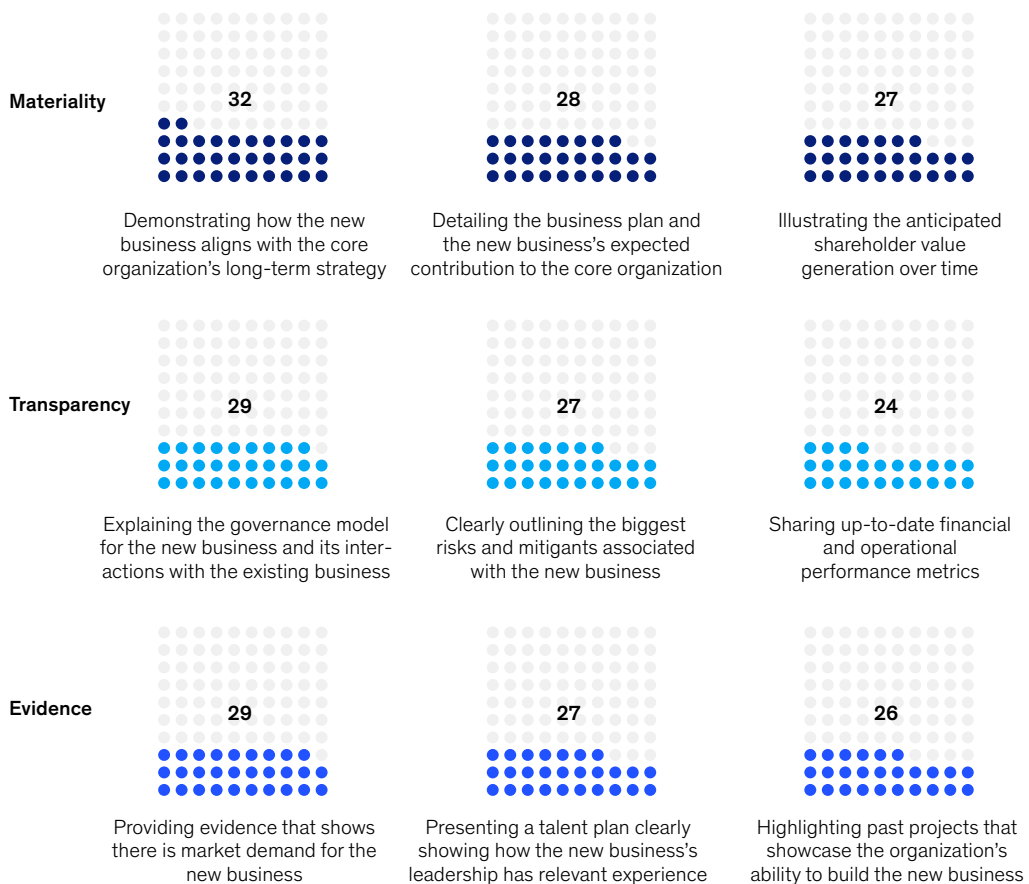 Materiality
32
28
27
Demonstrating how the new
business aligns with the core
organization's long-term strategy
Detailing the business plan and
the new business's expected
contribution to the core organization
Illustrating the anticipated
shareholder value
generation over time
Transparency
29
27
24
Explaining the governance model
for the new business and its inter-
actions with the existing business
Clearly outlining the biggest
risks and mitigants associated
with the new business
Sharing up-to-date financial
and operational
performance metrics
Evidence
29
27
26
Providing evidence that shows
there is market demand for the
new business
Presenting a talent plan clearly
showing how the new business's
leadership has relevant experience
Highlighting past projects that
showcase the organization's
ability to build the new business